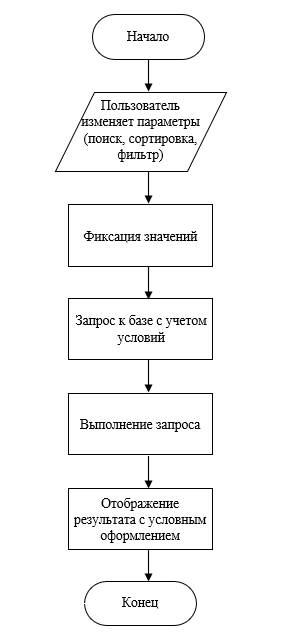 Начало
Пользователь
изменяет параметры
(поиск, сортировка,
фильтр)
Фиксация значений
Запрос к базе с учетом
условий
Выполнение запроса
Отображение
результата с условным
оформлением
Конец